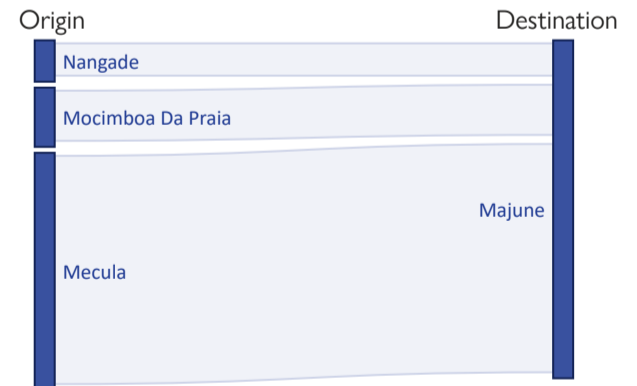 Origin
Destination
Nangade
Mocimboa Da Praia
Majune
Mecula